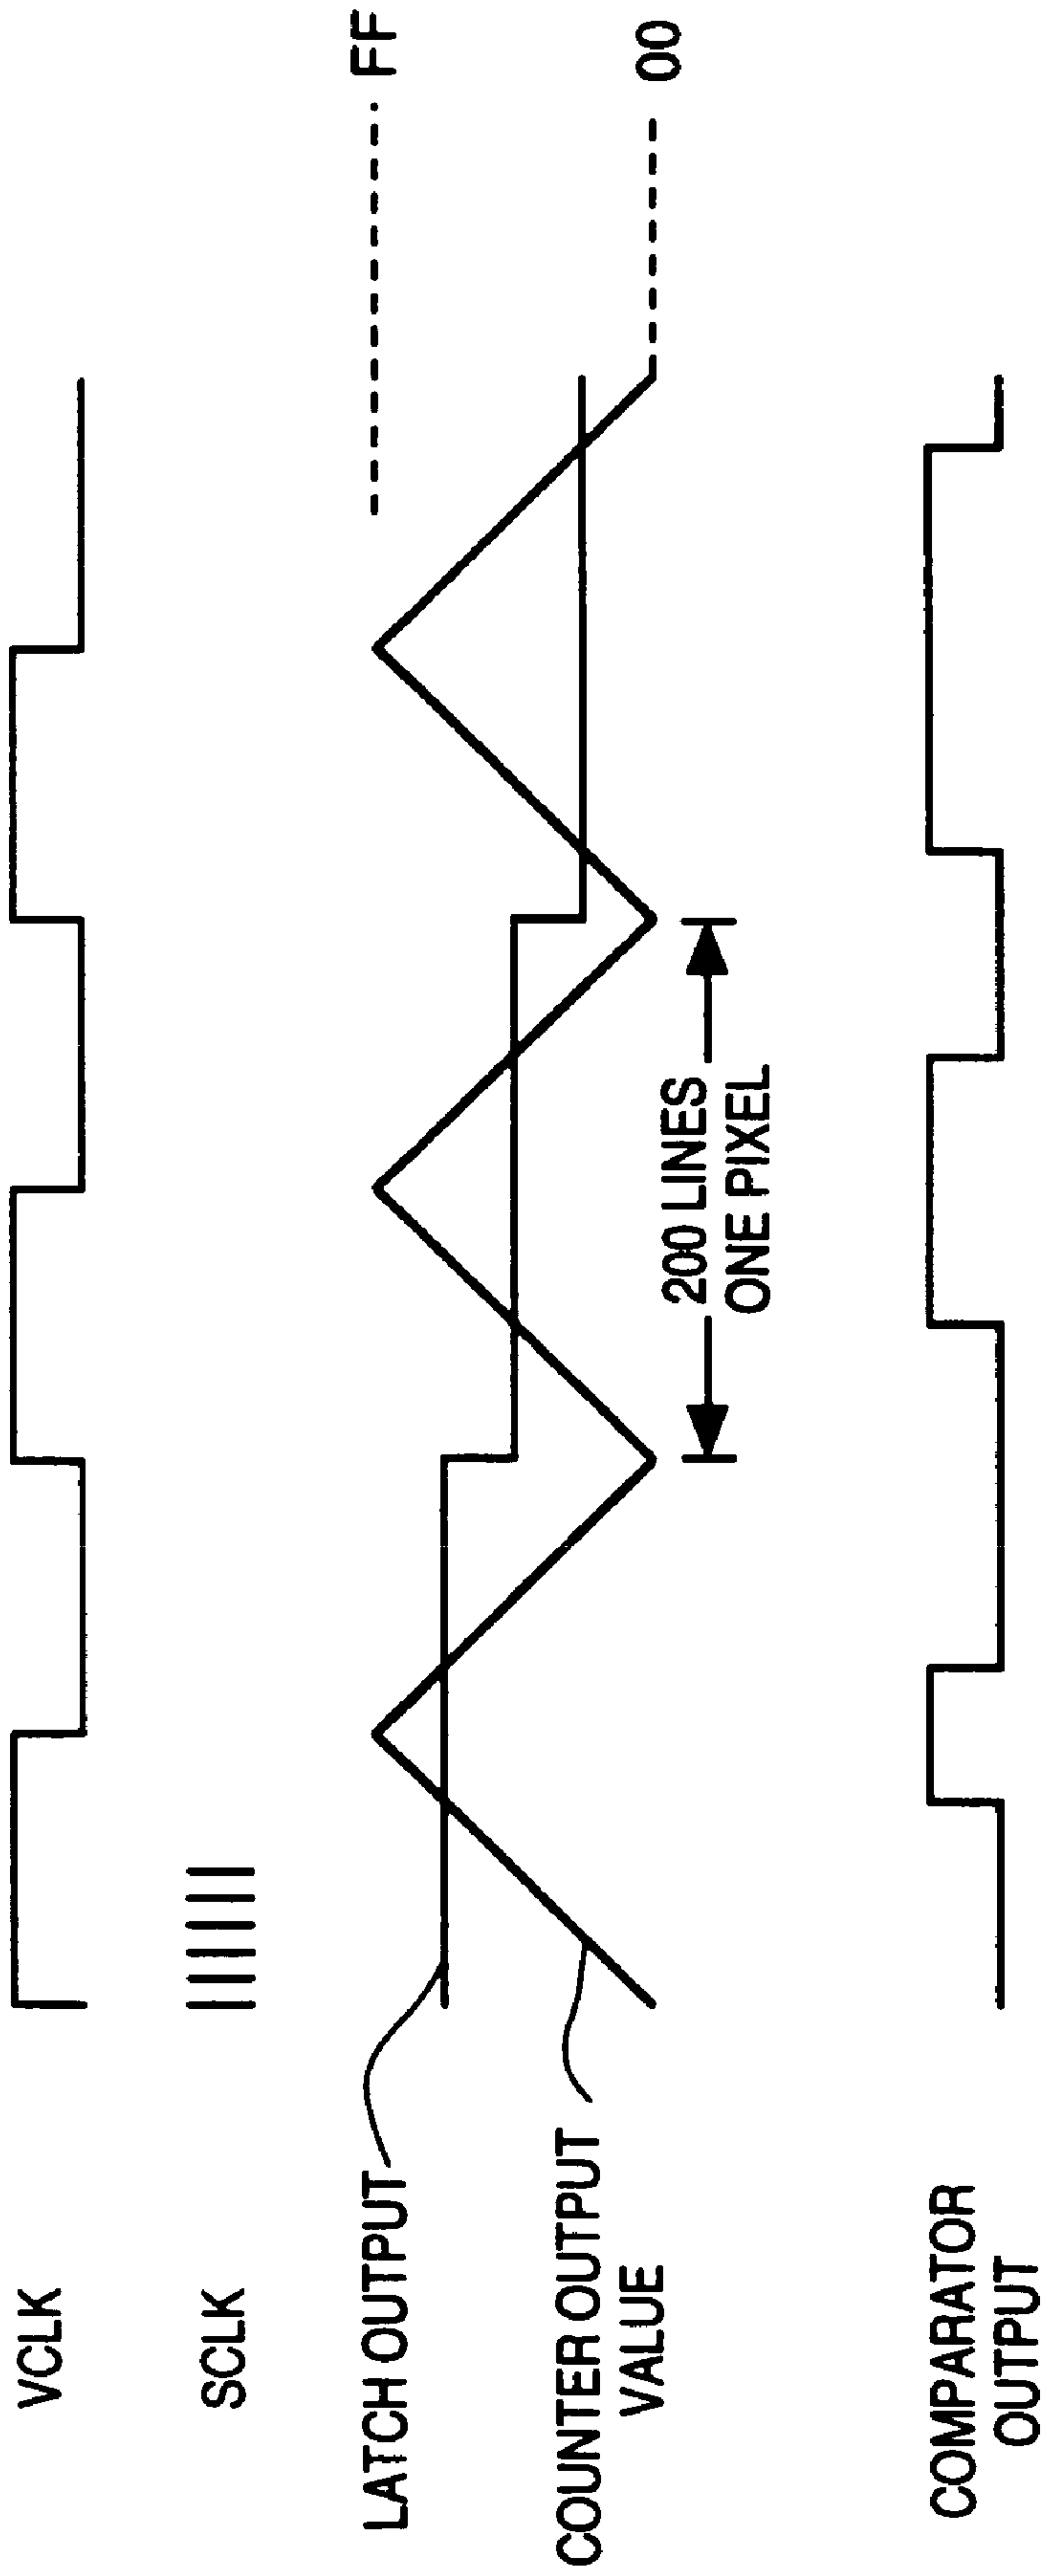 VCLK
SCLK
LATCH OUTPUT
FF
COUNTER OUTPUT
VALUE
00
200 LINES
ONE PIXEL
COMPARATOR
OUTPUT